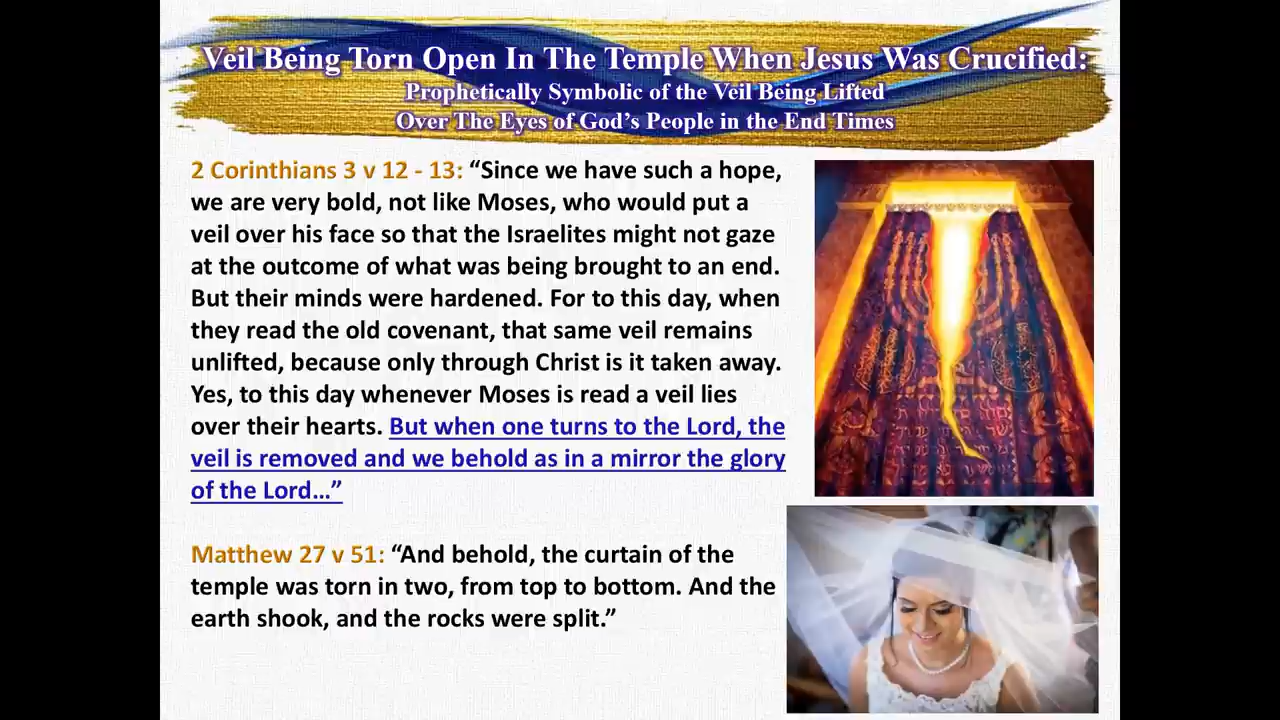 Veil Being Torn Open In The Temple When Jesus Was Crucified:
Prophetically Symbolic of the Veil Being Lifted
Over The Eyes of God’s People in the End Times
2 Corinthians 3 v 12 - 13: “Since we have such a hope,
we are very bold, not like Moses, who would put a
veil over his face so that the Israelites might not gaze
at the outcome of what was being brought to an end.
But their minds were hardened. For to this day, when
they read the old covenant, that same veil remains
unlifted, because only through Christ is it taken away.
Yes, to this day whenever Moses is read a veil lies
over their hearts. But when one turns to the Lord, the
veil is removed and we behold as in a mirror the glory
of the Lord…”
Matthew 27 v 51: “And behold, the curtain of the
temple was torn in two, from top to bottom. And the
earth shook, and the rocks were split.”